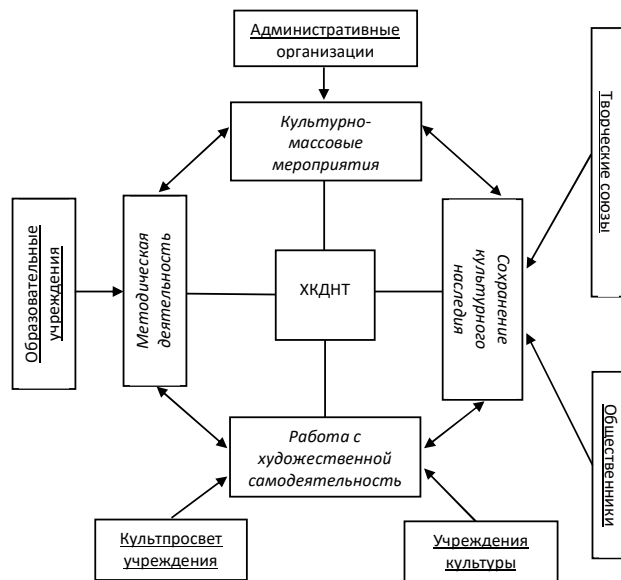 Административные
организации
Культурно-
массовые
мероприятия
Творческие союзы
Образовательные
учреждения
Методическая
деятельность
ХКДНТ
Сохранение
культурного
наследия
Работа с
художественной
самодеятельность
Общественники
Культпросвет
учреждения
Учреждения
культуры